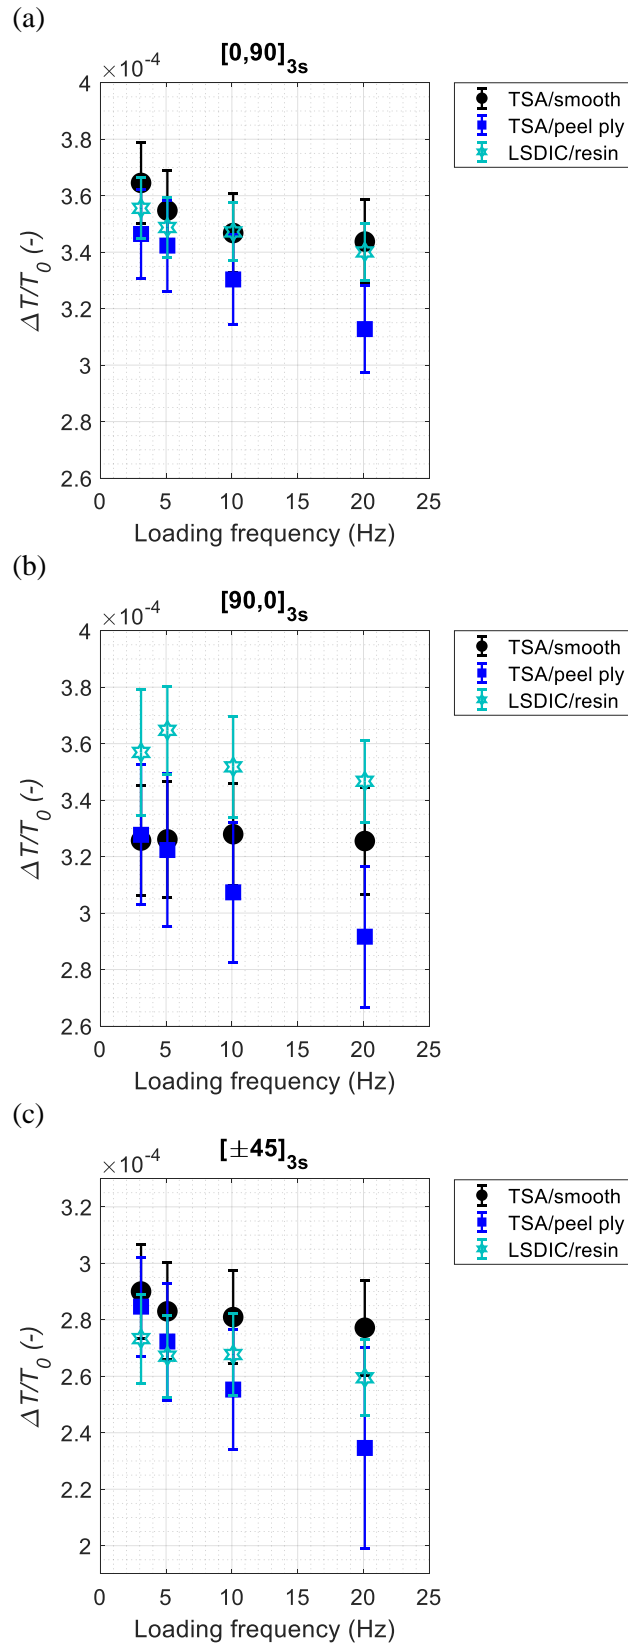 (a)
[0,90]3s
×10-4
4
3.8
3.6
3.4
3.2
3
2.8
2.6
ΔT/T0 (-)
0 5 10 15 20 25
Loading frequency (Hz)
TSA/smooth
TSA/peel ply
LSDIC/resin
(b)
[90,0]3s
×10-4
4
3.8
3.6
3.4
3.2
3
2.8
2.6
ΔT/T0 (-)
0 5 10 15 20 25
Loading frequency (Hz)
TSA/smooth
TSA/peel ply
LSDIC/resin
(c)
[±45]3s
×10-4
3.2
3
2.8
2.6
2.4
2.2
2
ΔT/T0 (-)
0 5 10 15 20 25
Loading frequency (Hz)
TSA/smooth
TSA/peel ply
LSDIC/resin